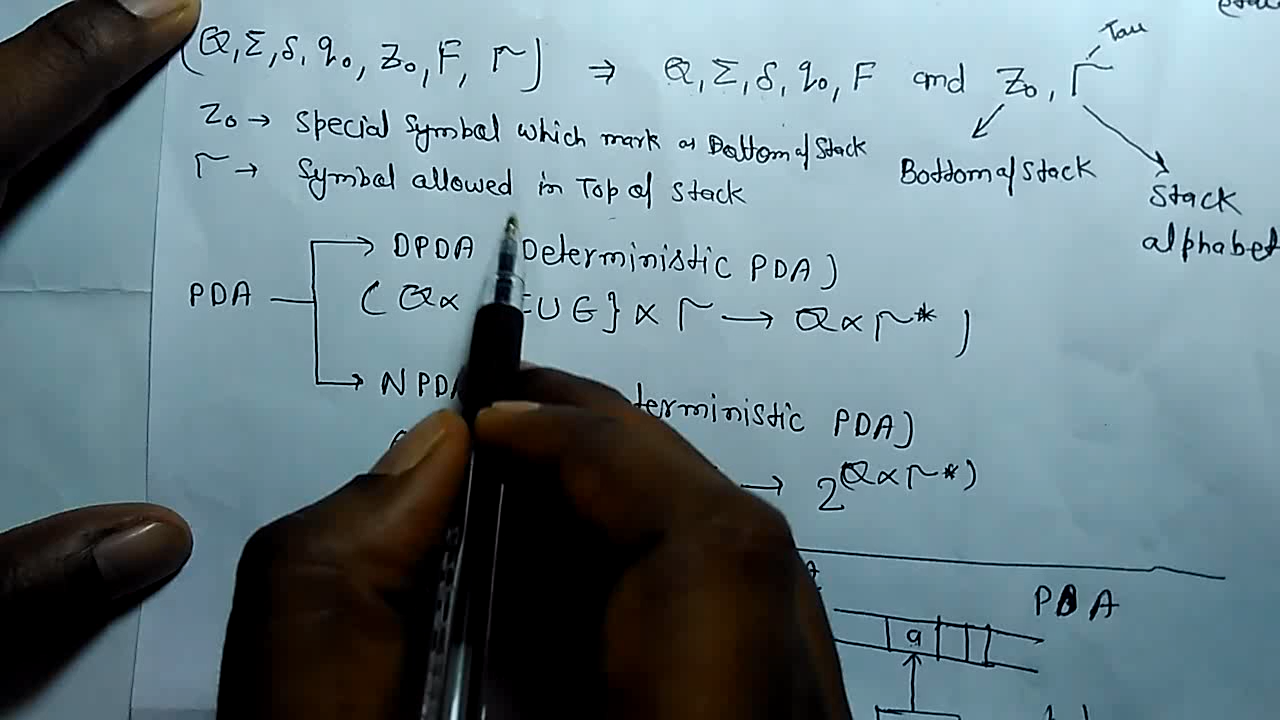 (Q, Σ, δ, q₀, Z₀, F, Γ) ⇒ Q, Σ, δ, q₀, F and Z₀, Γ
Tau
Z₀ → Special Symbol which mark as Bottom of Stack
Bottom of Stack
Γ → Symbol allowed in Top of Stack
Stack alphabet
PDA
DPDA (Deterministic PDA)
(Q × ∪ ∈} × Γ → Q × Γ*)
NPDA terministic PDA)
→ 2^(Q × Γ*)
PDA
a